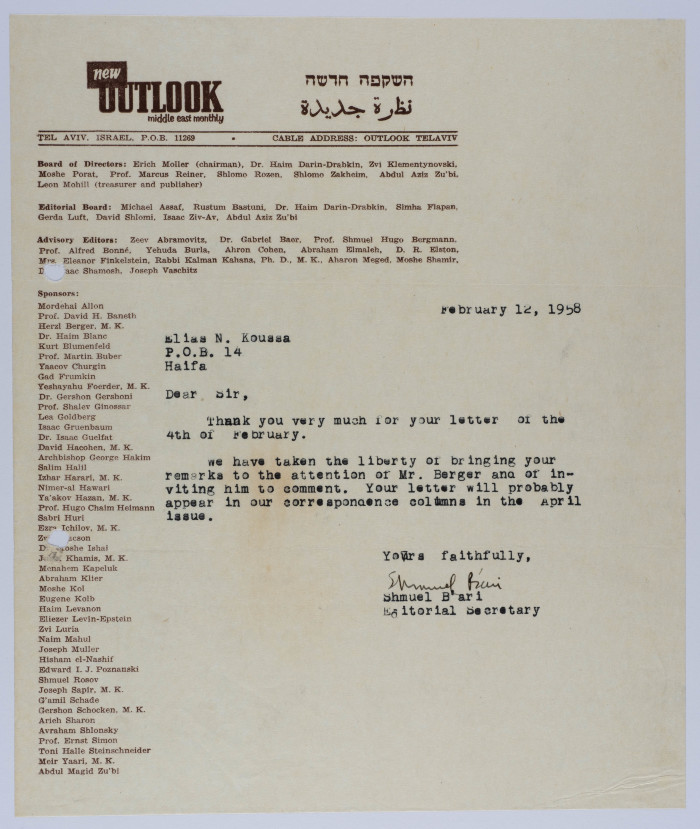 new
OUTLOOK
middle east monthly
השקפה חדשה
نظرة جديدة
TEL AVIV, ISRAEL, P.O.B. 11269 • CABLE ADDRESS: OUTLOOK TELAVIV
Board of Directors: Erich Moller (chairman), Dr. Haim Darin-Drabkin, Zvi Klementynovski,
Moshe Porat, Prof. Marcus Reiner, Shlomo Rozen, Shlomo Zakheim, Abdul Aziz Zu'bi,
Leon Mohill (treasurer and publisher)
Editorial Board: Michael Assaf, Rustum Bastuni, Dr. Haim Darin-Drabkin, Simha Flapan,
Gerda Luft, David Shlomi, Isaac Ziv-Av, Abdul Aziz Zu'bi
Advisory Editors: Zeev Abramovitz, Dr. Gabriel Baer, Prof. Shmuel Hugo Bergmann,
Prof. Alfred Bonné, Yehuda Burla, Ahron Cohen, Abraham Elmaleh, D. R. Elston,
Mrs. Eleanor Finkelstein, Rabbi Kalman Kahana, Ph. D., M. K., Aharon Meged, Moshe Shamir,
Shamosh, Joseph Vaschitz
Sponsors:
Mordehai Allon
Prof. David H. Baneth
Herzl Berger, M. K.
Dr. Haim Blanc
Kurt Blumenfeld
Prof. Martin Buber
Yaacov Churgin
Gad Frumkin
Yeshayahu Foerder, M. K.
Dr. Gershon Gershoni
Prof. Shalev Ginossar
Lea Goldberg
Isaac Gruenbaum
Dr. Isaac Guelfat
David Hacohen, M. K.
Archbishop George Hakim
Salim Halil
Izhar Harari, M. K.
Nimer-al Hawari
Ya'akov Hazan, M. K.
Prof. Hugo Chaim Heimann
Sabri Huri
Ezra Ichilov, M. K.
Dr. Moshe Ishai
Khamis, M. K.
Menahem Kapeluk
Abraham Klier
Moshe Kol
Eugene Kolb
Haim Levanon
Eliezer Levin-Epstein
Zvi Luria
Naim Mahul
Joseph Muller
Hisham el-Nashif
Edward I. J. Poznanski
Shmuel Rosov
Joseph Sapir, M. K.
G'amil Schade
Gershon Schocken, M. K.
Arieh Sharon
Avraham Shlonsky
Prof. Ernst Simon
Toni Halle Steinschneider
Meir Yaari, M. K.
Abdul Magid Zu'bi
February 12, 1958
Elias N. Koussa
P.O.B. 14
Haifa
Dear Sir,
Thank you very much for your letter of the
4th of February.
We have taken the liberty of bringing your
remarks to the attention of Mr. Berger and of in-
viting him to comment. Your letter will probably
appear in our correspondence columns in the April
issue.
Yours faithfully,
Shmuel B'ari
Shmuel B'ari
Editorial Secretary